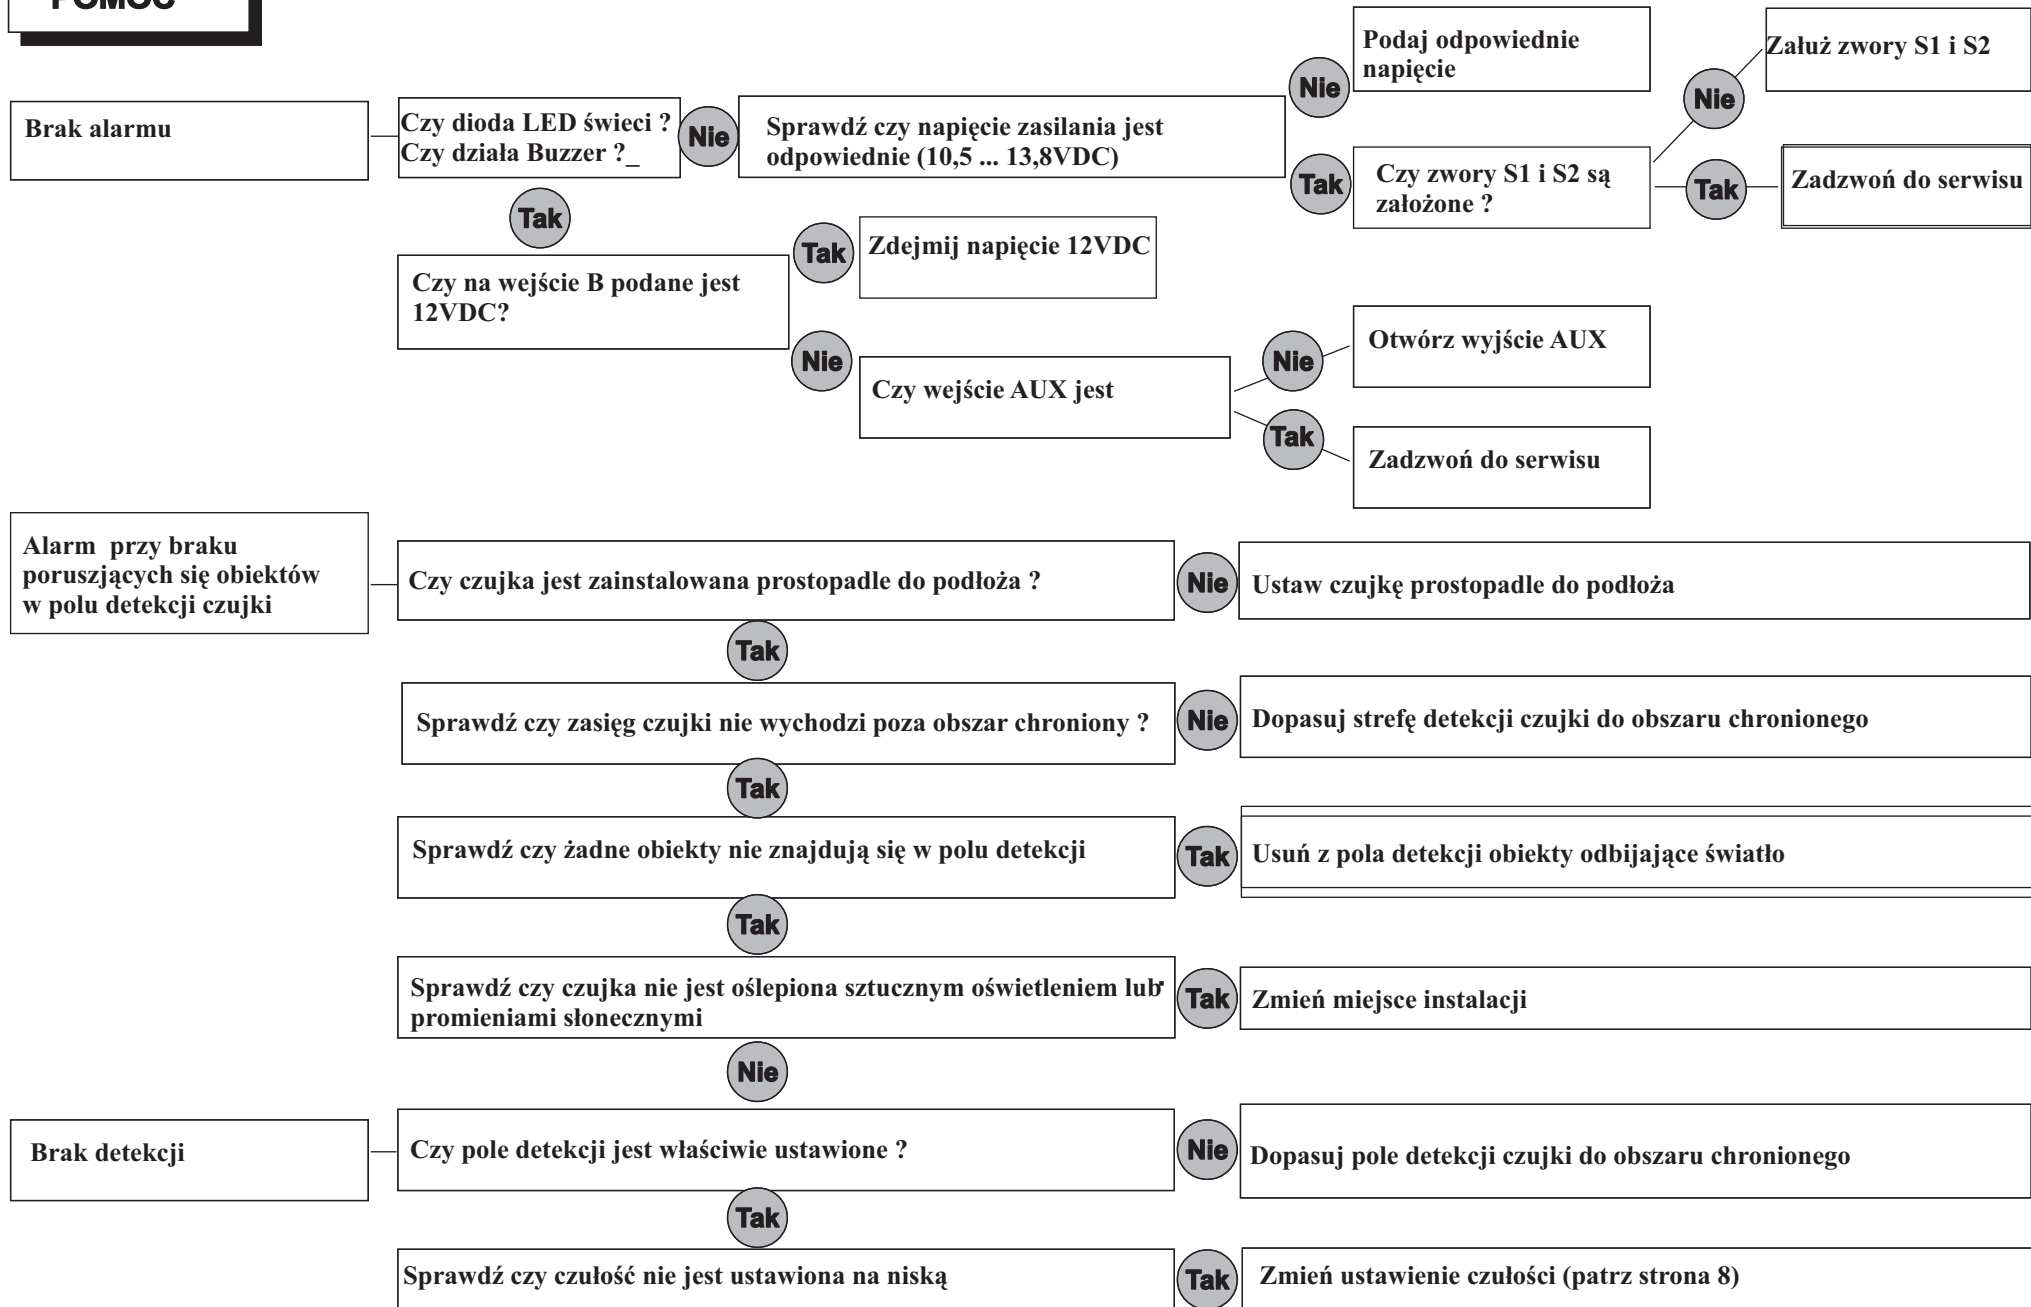 POMOC
Brak alarmu
Czy dioda LED świeci ?
Czy działa Buzzer ?_
Nie
Sprawdź czy napięcie zasilania jest
odpowiednie (10,5 ... 13,8VDC)
Nie
Podaj odpowiednie
napięcie
Tak
Czy zwory S1 i S2 są
założone ?
Nie
Załuż zwory S1 i S2
Tak
Zadzwoń do serwisu
Tak
Czy na wejście B podane jest
12VDC?
Tak
Zdejmij napięcie 12VDC
Nie
Czy wejście AUX jest
Nie
Otwórz wyjście AUX
Tak
Zadzwoń do serwisu
Alarm  przy braku
poruszjących się obiektów
w polu detekcji czujki
Czy czujka jest zainstalowana prostopadle do podłoża ?
Nie
Ustaw czujkę prostopadle do podłoża
Tak
Sprawdź czy zasięg czujki nie wychodzi poza obszar chroniony ?
Nie
Dopasuj strefę detekcji czujki do obszaru chronionego
Tak
Sprawdź czy żadne obiekty nie znajdują się w polu detekcji
Tak
Usuń z pola detekcji obiekty odbijające światło
Tak
Sprawdź czy czujka nie jest oślepiona sztucznym oświetleniem lub
promieniami słonecznymi
Tak
Zmień miejsce instalacji
Nie
Brak detekcji
Czy pole detekcji jest właściwie ustawione ?
Nie
Dopasuj pole detekcji czujki do obszaru chronionego
Tak
Sprawdź czy czułość nie jest ustawiona na niską
Tak
Zmień ustawienie czułości (patrz strona 8)